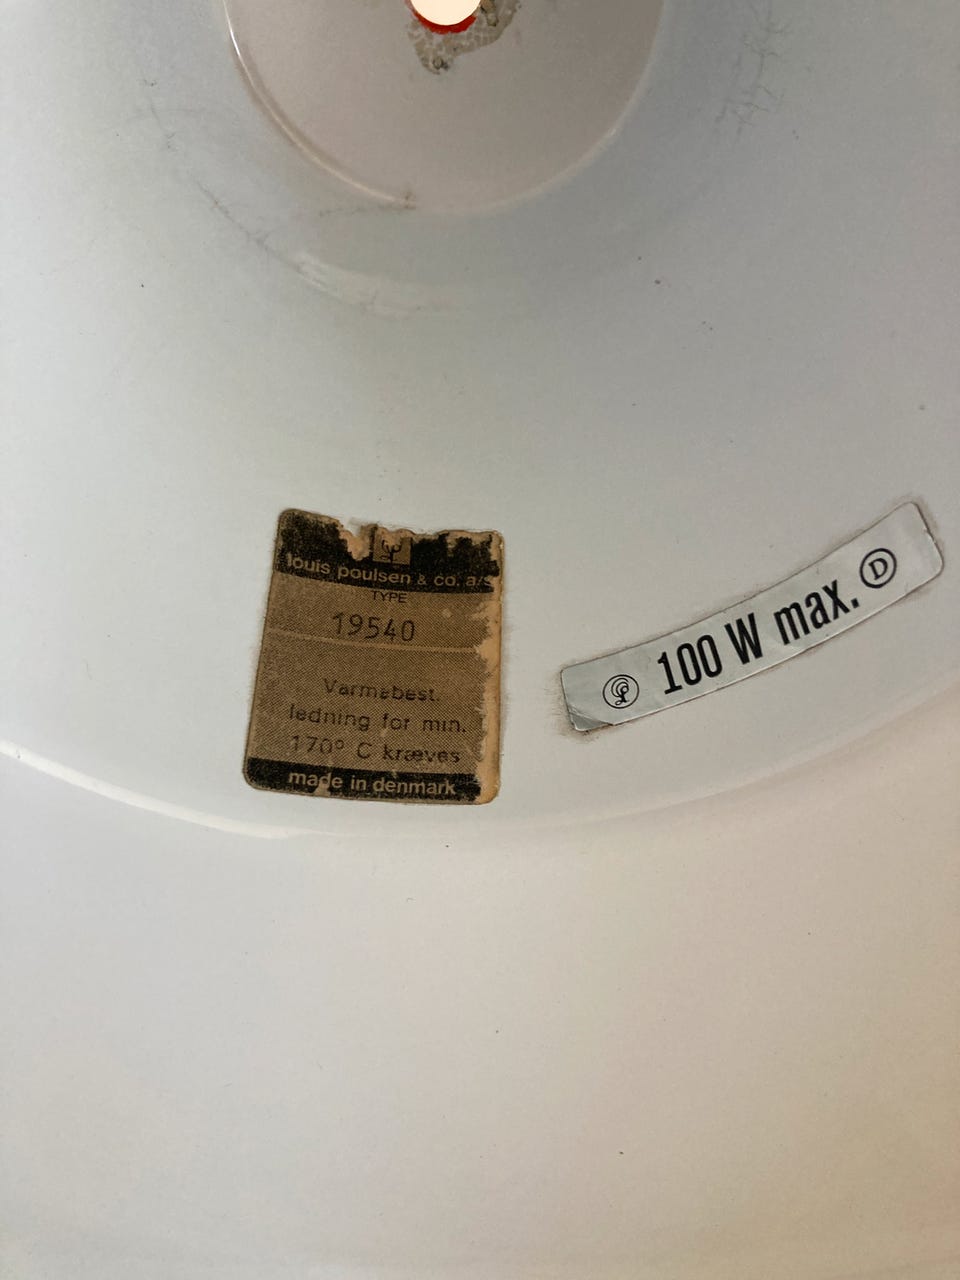 louis poulsen & co. a/s
TYPE
19540
Varmebest.
ledning for min.
170° C kræves
made in denmark
100 W max. D